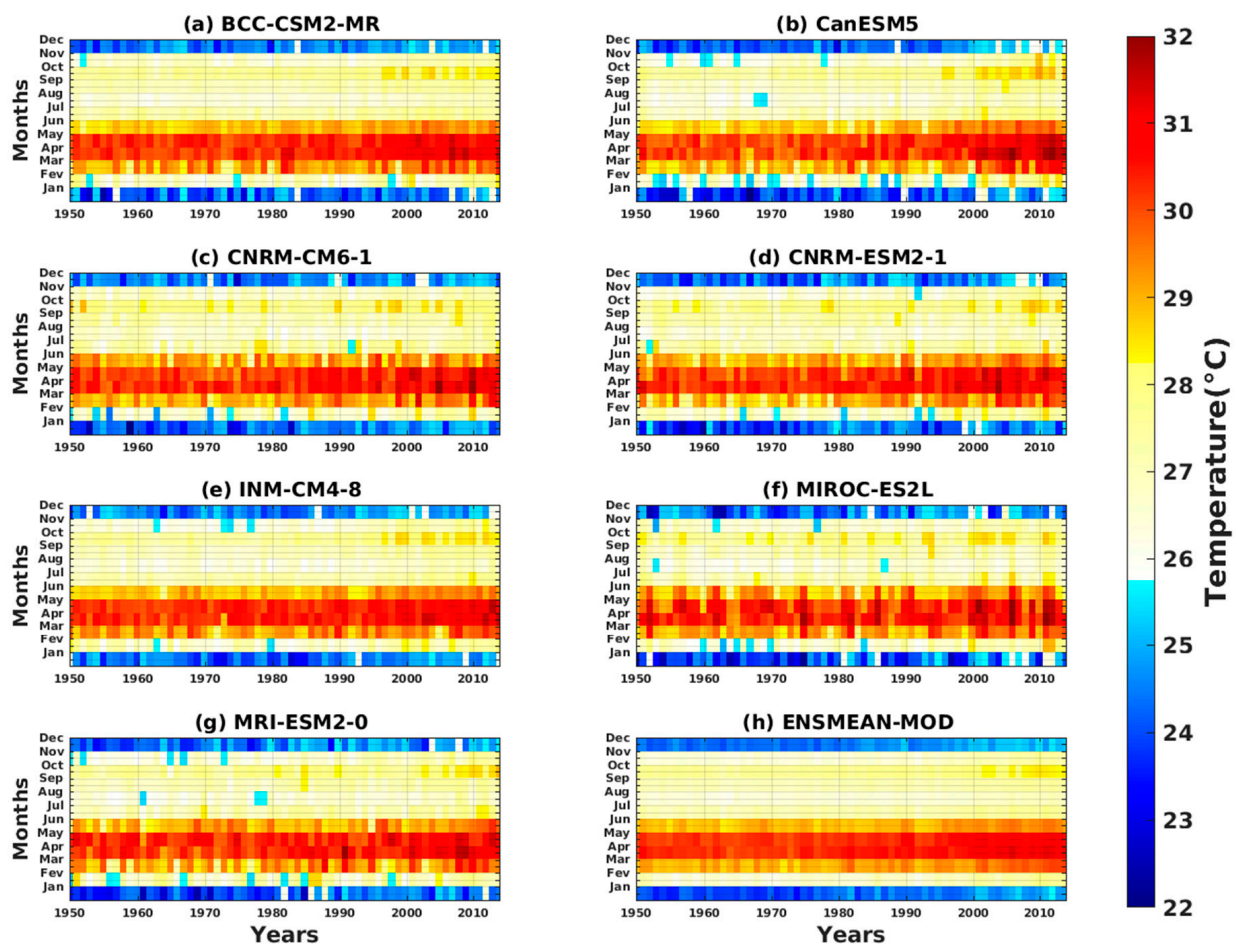 (a) BCC-CSM2-MR
(b) CanESM5
Months
Dec
Nov
Oct
Sep
Aug
Jul
Jun
May
Apr
Mar
Fev
Jan
1950 1960 1970 1980 1990 2000 2010
Dec
Nov
Oct
Sep
Aug
Jul
Jun
May
Apr
Mar
Fev
Jan
1950 1960 1970 1980 1990 2000 2010
(c) CNRM-CM6-1
(d) CNRM-ESM2-1
Months
Dec
Nov
Oct
Sep
Aug
Jul
Jun
May
Apr
Mar
Fev
Jan
1950 1960 1970 1980 1990 2000 2010
Dec
Nov
Oct
Sep
Aug
Jul
Jun
May
Apr
Mar
Fev
Jan
1950 1960 1970 1980 1990 2000 2010
(e) INM-CM4-8
(f) MIROC-ES2L
Months
Dec
Nov
Oct
Sep
Aug
Jul
Jun
May
Apr
Mar
Fev
Jan
1950 1960 1970 1980 1990 2000 2010
Dec
Nov
Oct
Sep
Aug
Jul
Jun
May
Apr
Mar
Fev
Jan
1950 1960 1970 1980 1990 2000 2010
(g) MRI-ESM2-0
(h) ENSMEAN-MOD
Months
Dec
Nov
Oct
Sep
Aug
Jul
Jun
May
Apr
Mar
Fev
Jan
1950 1960 1970 1980 1990 2000 2010
Years
Dec
Nov
Oct
Sep
Aug
Jul
Jun
May
Apr
Mar
Fev
Jan
1950 1960 1970 1980 1990 2000 2010
Years
32
31
30
29
28
27
26
25
24
23
22
Temperature(°C)